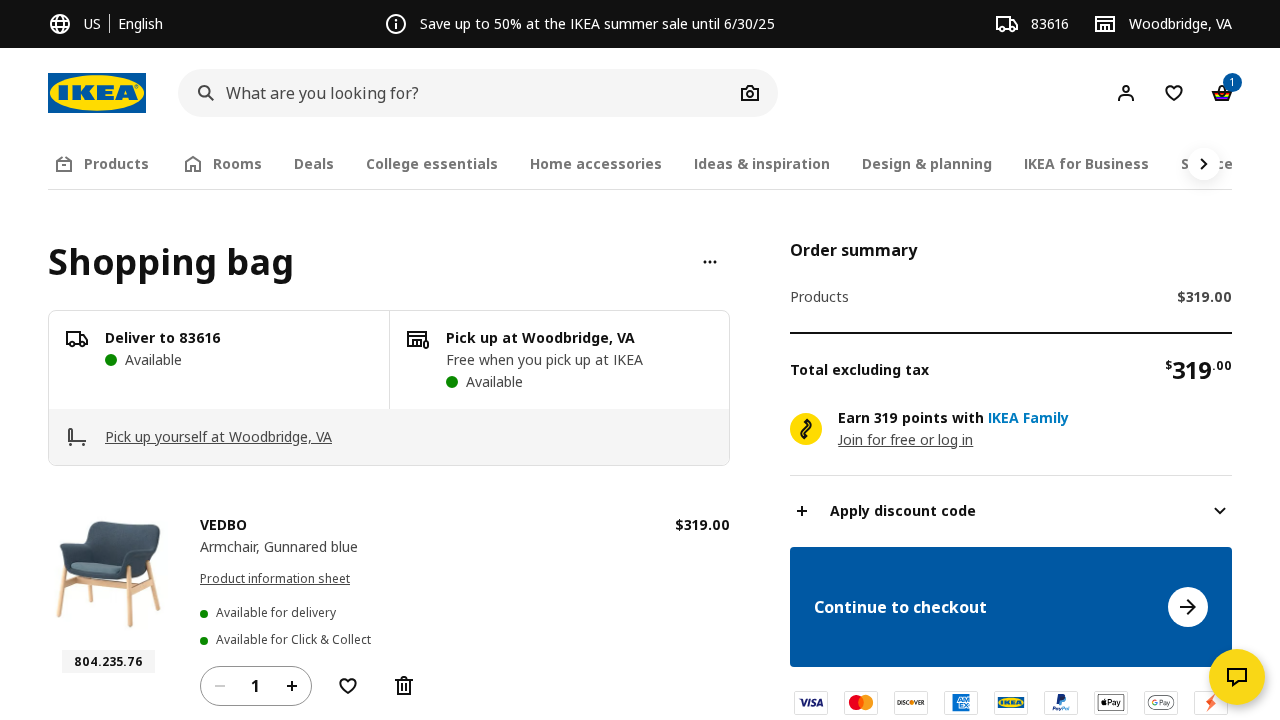 US
English
Save up to 50% at the IKEA summer sale until 6/30/25
83616
Woodbridge, VA
IKEA
What are you looking for?
1
Products
Rooms
Deals
College essentials
Home accessories
Ideas & inspiration
Design & planning
IKEA for Business
Shopping bag
Deliver to 83616
Available
Pick up at Woodbridge, VA
Free when you pick up at IKEA
Available
Pick up yourself at Woodbridge, VA
VEDBO
$319.00
Armchair, Gunnared blue
Product information sheet
Available for delivery
Available for Click & Collect
804.235.76
1
Order summary
Products
$319.00
Total excluding tax
$319.00
Earn 319 points with IKEA Family
Join for free or log in
Apply discount code
Continue to checkout
VISA
DISCOVER
AMEX
IKEA
PayPal
Pay
G Pay